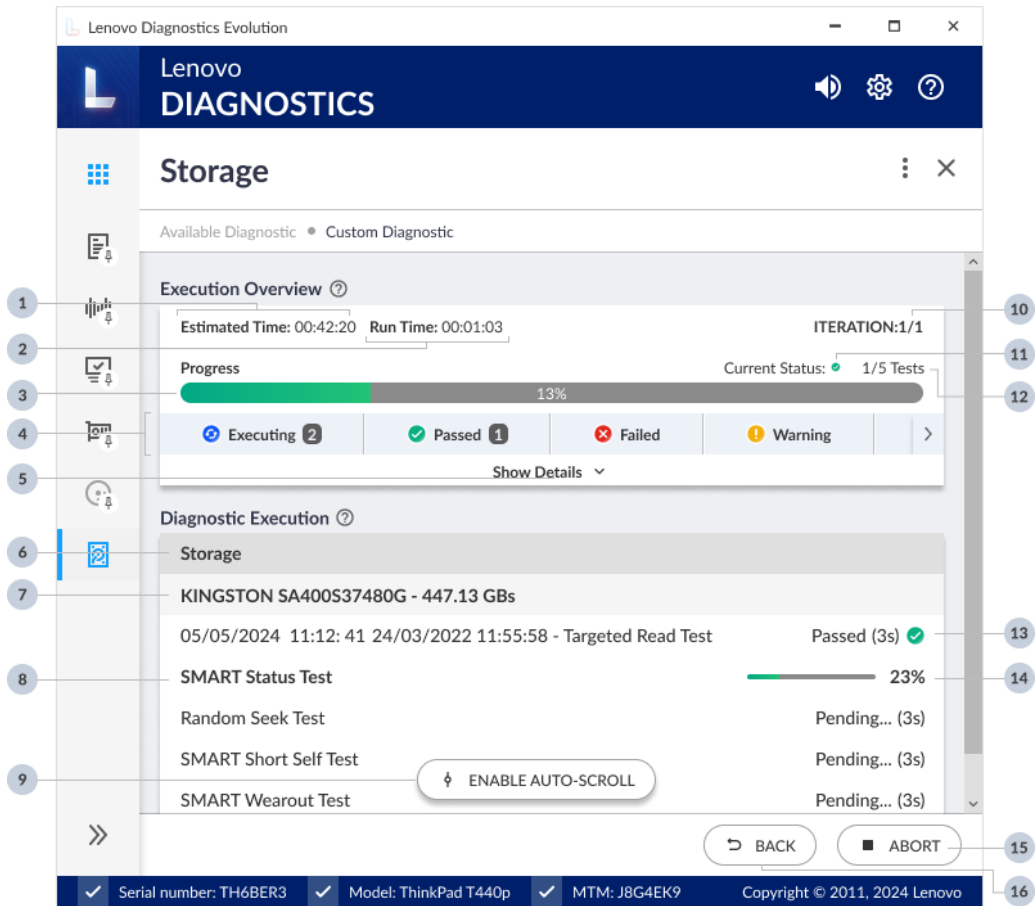 Lenovo Diagnostics Evolution
Lenovo
DIAGNOSTICS
Storage
Available Diagnostic • Custom Diagnostic
Execution Overview
1
Estimated Time: 00:42:20 Run Time: 00:01:03
ITERATION:1/1
10
2
11
Progress
Current Status: 1/5 Tests
3
13%
12
4
Executing 2
Passed 1
Failed
Warning
5
Show Details
Diagnostic Execution
6
Storage
7
KINGSTON SA400S37480G - 447.13 GBs
05/05/2024 11:12: 41 24/03/2022 11:55:58 - Targeted Read Test
Passed (3s)
13
8
SMART Status Test
23%
14
Random Seek Test
Pending... (3s)
SMART Short Self Test
Pending... (3s)
9
ENABLE AUTO-SCROLL
SMART Wearout Test
Pending... (3s)
BACK
ABORT
15
Serial number: TH6BER3
Model: ThinkPad T440p
MTM: J8G4EK9
Copyright © 2011, 2024 Lenovo
16